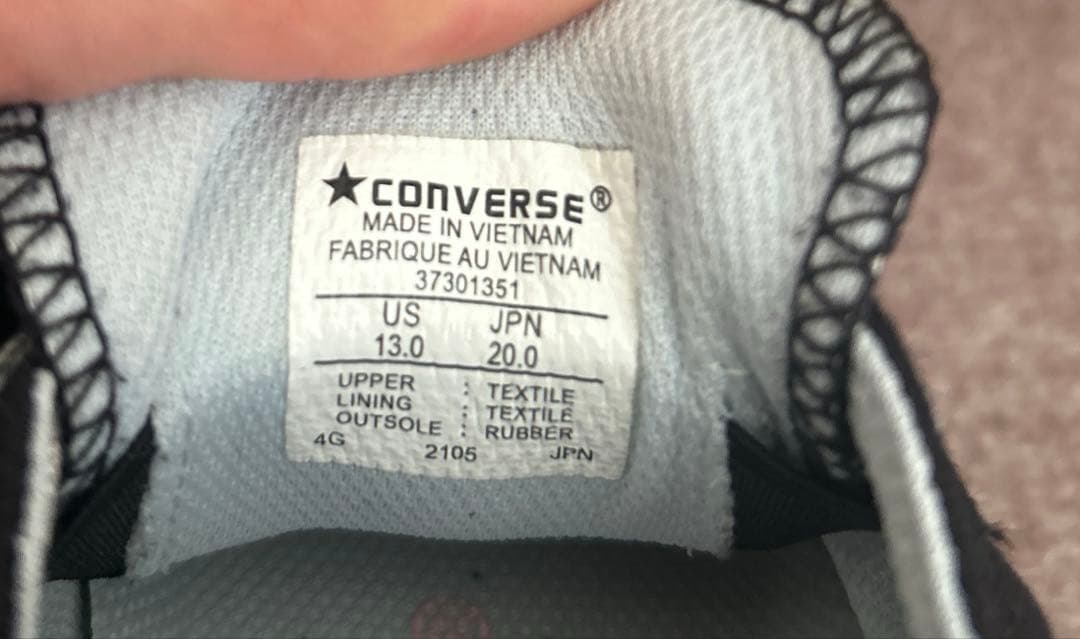 ★CONVERSE®
MADE IN VIETNAM
FABRIQUE AU VIETNAM
37301351
US JPN
13.0 20.0
UPPER : TEXTILE
LINING : TEXTILE
OUTSOLE : RUBBER
4G 2105 JPN